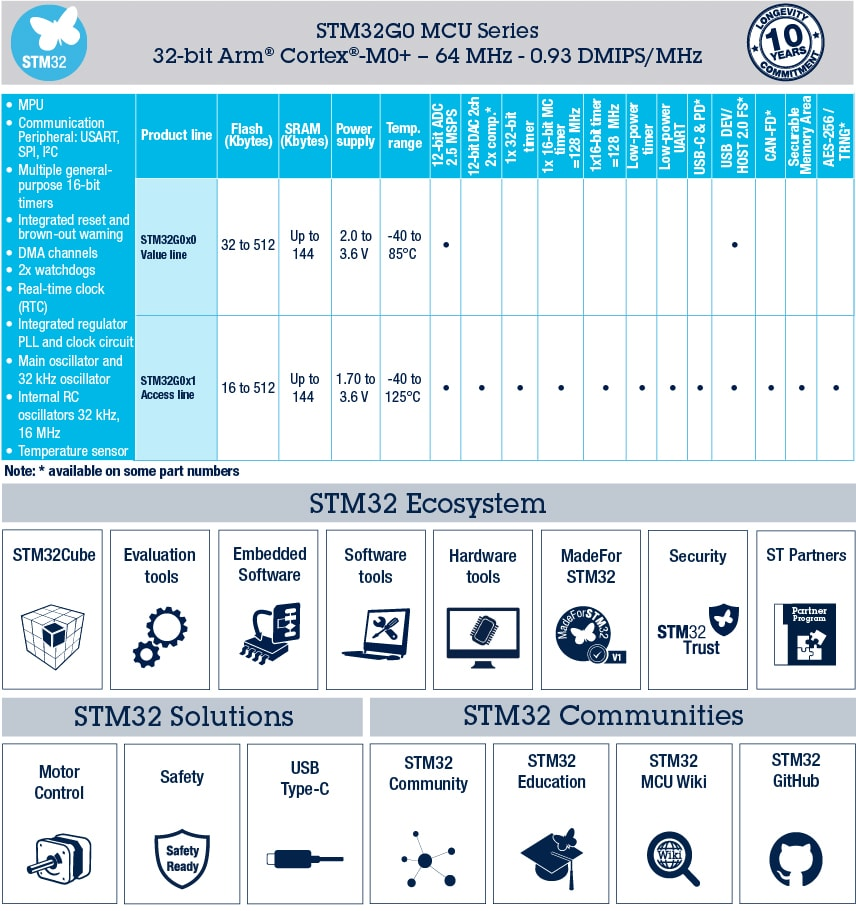 STM32
STM32G0 MCU Series
32-bit Arm® Cortex®-M0+ – 64 MHz - 0.93 DMIPS/MHz
LONGEVITY
10
YEARS
COMMITMENT
• MPU
• Communication
Peripheral: USART,
SPI, I²C
• Multiple general-
purpose 16-bit
timers
• Integrated reset and
brown-out warning
• DMA channels
• 2x watchdogs
• Real-time clock
(RTC)
• Integrated regulator
PLL and clock circuit
• Main oscillator and
32 kHz oscillator
• Internal RC
oscillators 32 kHz,
16 MHz
• Temperature sensor
Product line
Flash
(Kbytes)
SRAM
(Kbytes)
Power
supply
Temp.
range
12-bit ADC
2.5 MSPS
12-bit DAC 2ch
2x comp.*
1x 32-bit
timer
1x 16-bit MC
timer
=128 MHz
1x16-bit timer
=128 MHz
Low-power
timer
Low-power
UART
USB-C & PD*
USB DEV/
HOST 2.0 FS*
CAN-FD*
Securable
Memory Area
AES-256 /
TRNG*
STM32G0x0
Value line
32 to 512
Up to
144
2.0 to
3.6 V
-40 to
85°C
• •
STM32G0x1
Access line
16 to 512
Up to
144
1.70 to
3.6 V
-40 to
125°C
• • • • • • • • • • • •
Note: * available on some part numbers
STM32 Ecosystem
STM32Cube
Evaluation
tools
Embedded
Software
Software
tools
Hardware
tools
MadeFor
STM32
MadeForSTM32
V1
Security
STM32
Trust
ST Partners
Partner
Program
STM32 Solutions
STM32 Communities
Motor
Control
Safety
Safety
Ready
USB
Type-C
STM32
Community
STM32
Education
STM32
MCU Wiki
Wiki
STM32
GitHub